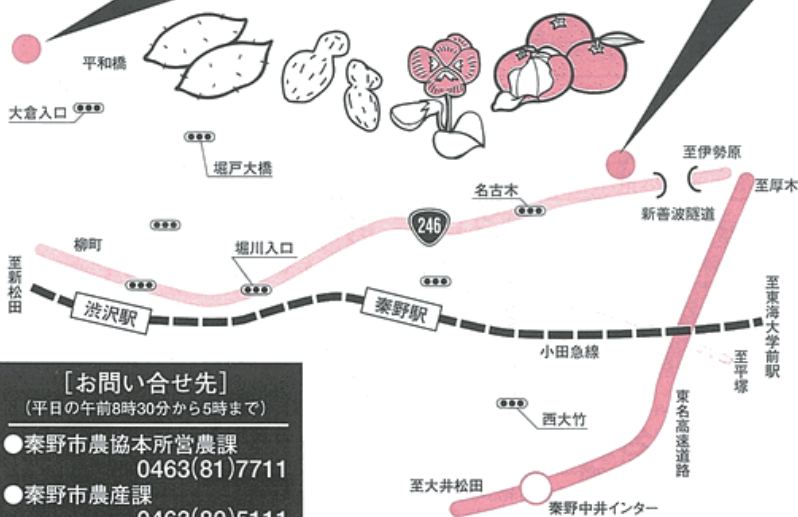 平和橋
大倉入口
堀戸大橋
至伊勢原
至厚木
名古木
新善波隧道
246
柳町
堀川入口
至新松田
渋沢駅
秦野駅
至東海大学前駅
小田急線
至平塚
[お問い合せ先]
(平日の午前8時30分から5時まで)
●秦野市農協本所営農課
0463(81)7711
●秦野市農産課
西大竹
東名高速道路
至大井松田
秦野中井インター